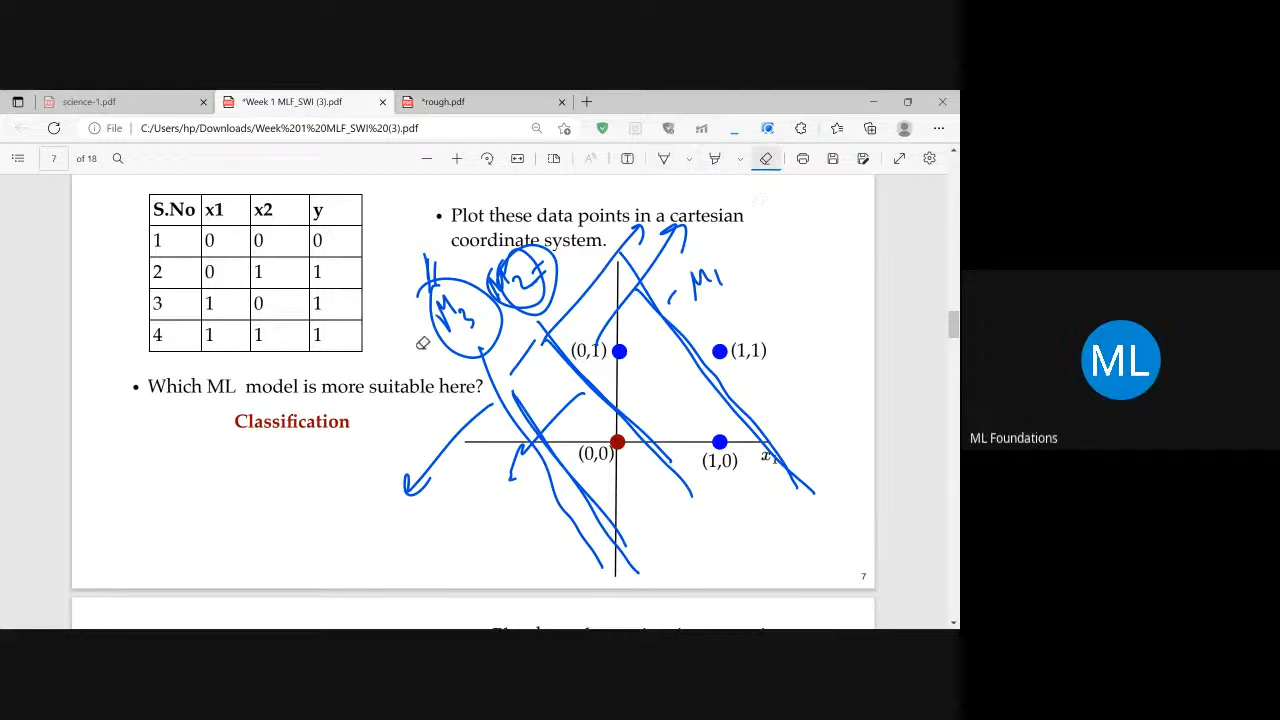 science-1.pdf
*Week 1 MLF_SWI (3).pdf
*rough.pdf
File
C:/Users/hp/Downloads/Week%201%20MLF_SWI%20(3).pdf
7
of 18
S.No x1 x2 y
1 0 0 0
2 0 1 1
3 1 0 1
4 1 1 1
• Plot these data points in a cartesian
coordinate system.
M3
M2
M1
(0,1)
(1,1)
• Which ML model is more suitable here?
Classification
(0,0)
(1,0)
x1
7
ML
ML Foundations